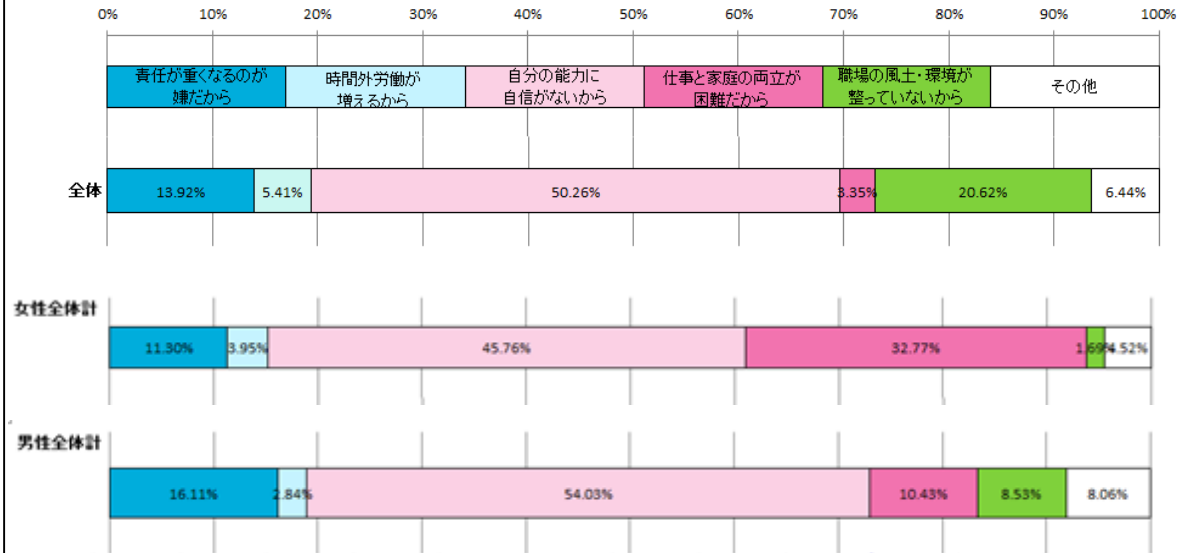 0% 10% 20% 30% 40% 50% 60% 70% 80% 90% 100%
責任が重くなるのが
嫌だから
時間外労働が
増えるから
自分の能力に
自信がないから
仕事と家庭の両立が
困難だから
職場の風土・環境が
整っていないから
その他
全体
13.92% 5.41% 50.26% 3.35% 20.62% 6.44%
女性全体計
11.30% 3.95% 45.76% 32.77% 1.69% 4.52%
男性全体計
16.11% 2.84% 54.03% 10.43% 8.53% 8.06%